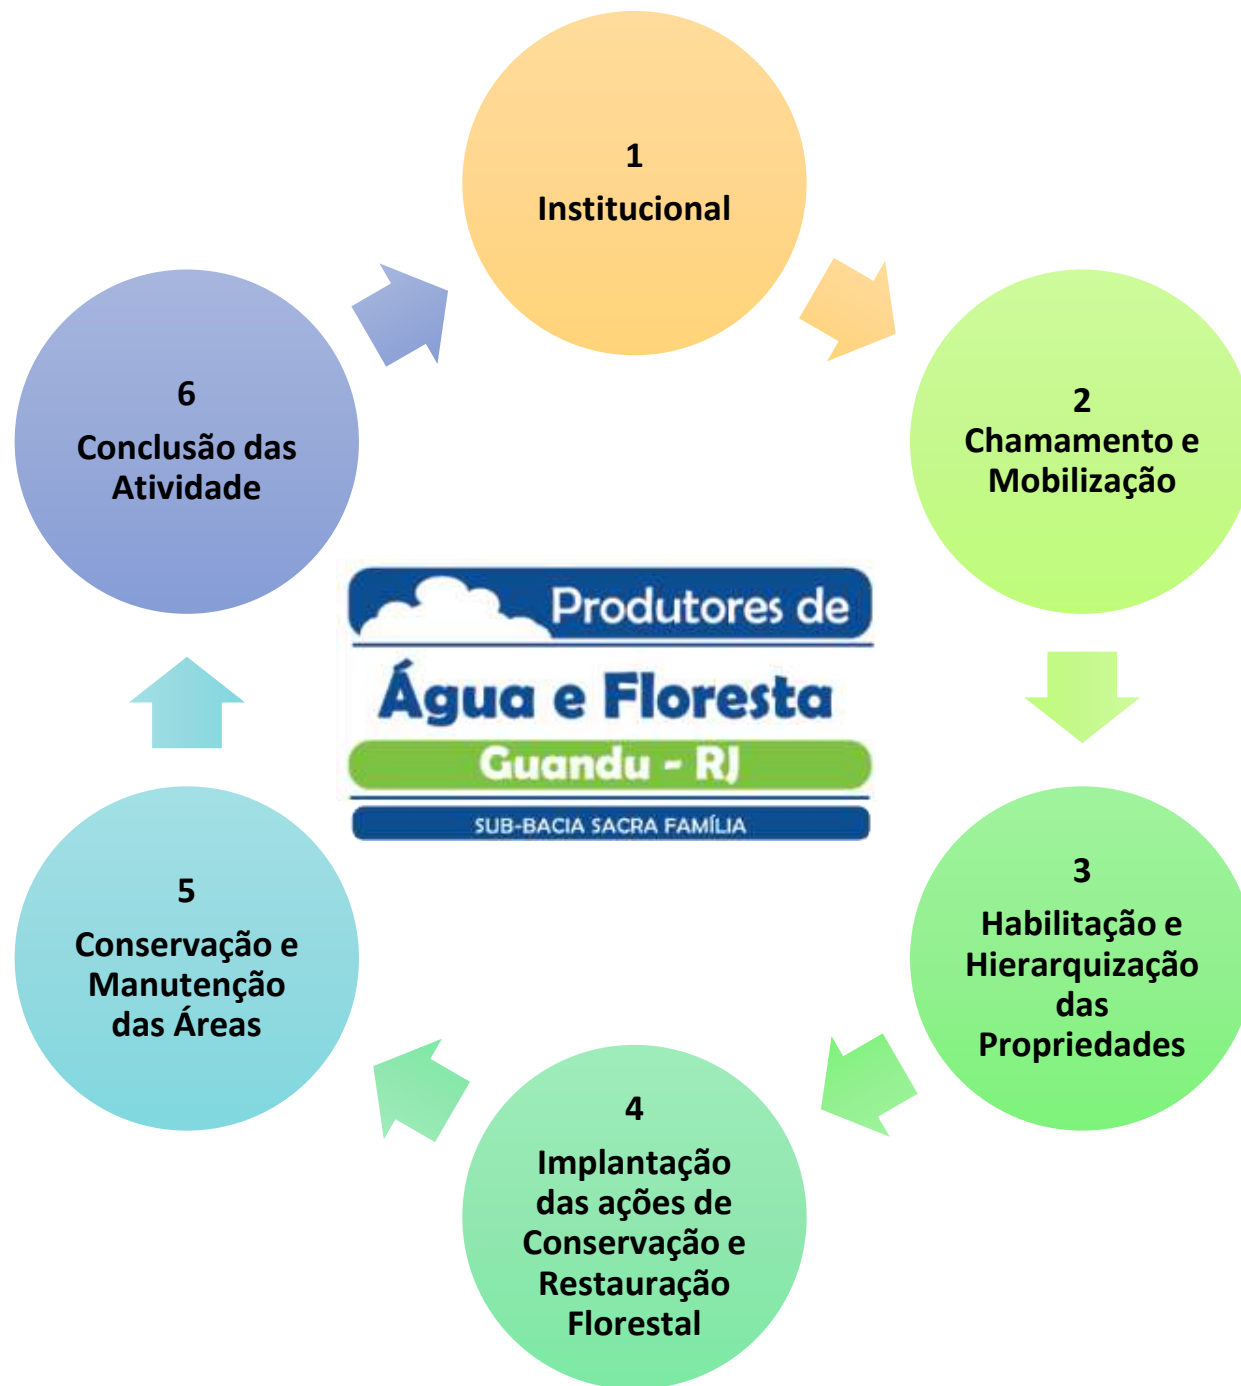 1
Institucional
2
Chamamento e
Mobilização
3
Habilitação e
Hierarquização
das
Propriedades
4
Implantação
das ações de
Conservação e
Restauração
Florestal
5
Conservação e
Manutenção
das Áreas
6
Conclusão das
Atividade
Produtores de
Água e Floresta
Guandu - RJ
SUB-BACIA SACRA FAMÍLIA